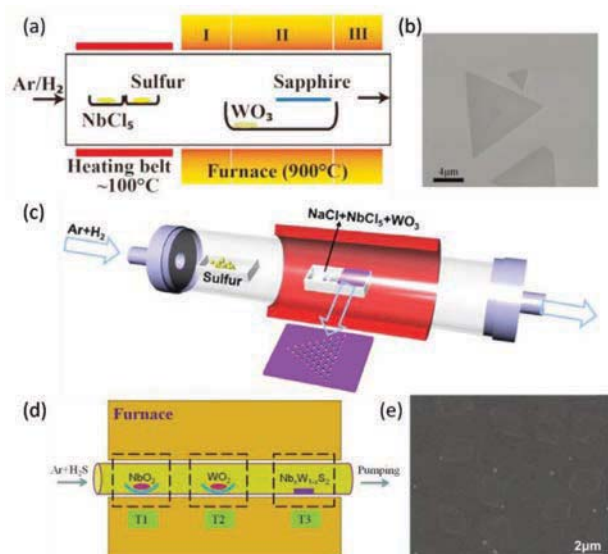 (a)
I II III
Ar/H₂
Sulfur
NbCl₅
Sapphire
WO₃
Heating belt
~100°C
Furnace (900°C)
(b)
4μm
(c)
Ar+H₂
Sulfur
NaCl+NbCl₅+WO₃
(d)
Furnace
Ar+H₂S
NbO₂ WO₂ NbₓW₁₋ₓS₂
Pumping
T1 T2 T3
(e)
2μm